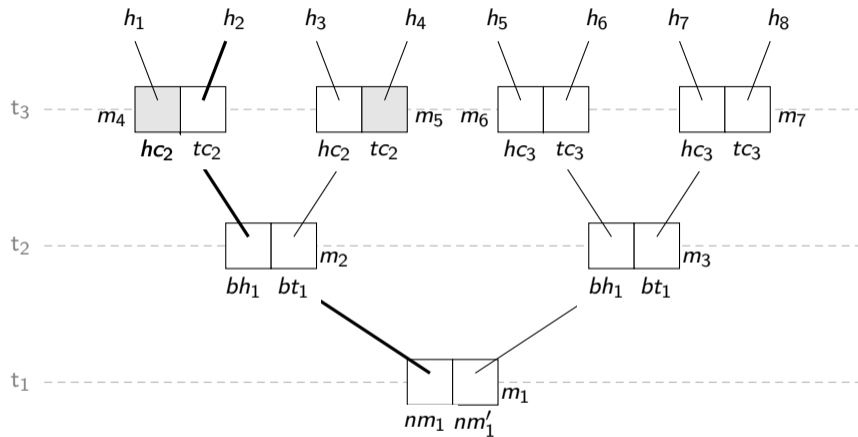 h₁ h₂ h₃ h₄ h₅ h₆ h₇ h₈
t₃ m₄ m₅ m₆ m₇
hc₂ tc₂ hc₂ tc₂ hc₃ tc₃ hc₃ tc₃
t₂ m₂ m₃
bh₁ bt₁ bh₁ bt₁
t₁ m₁
nm₁ nm′₁